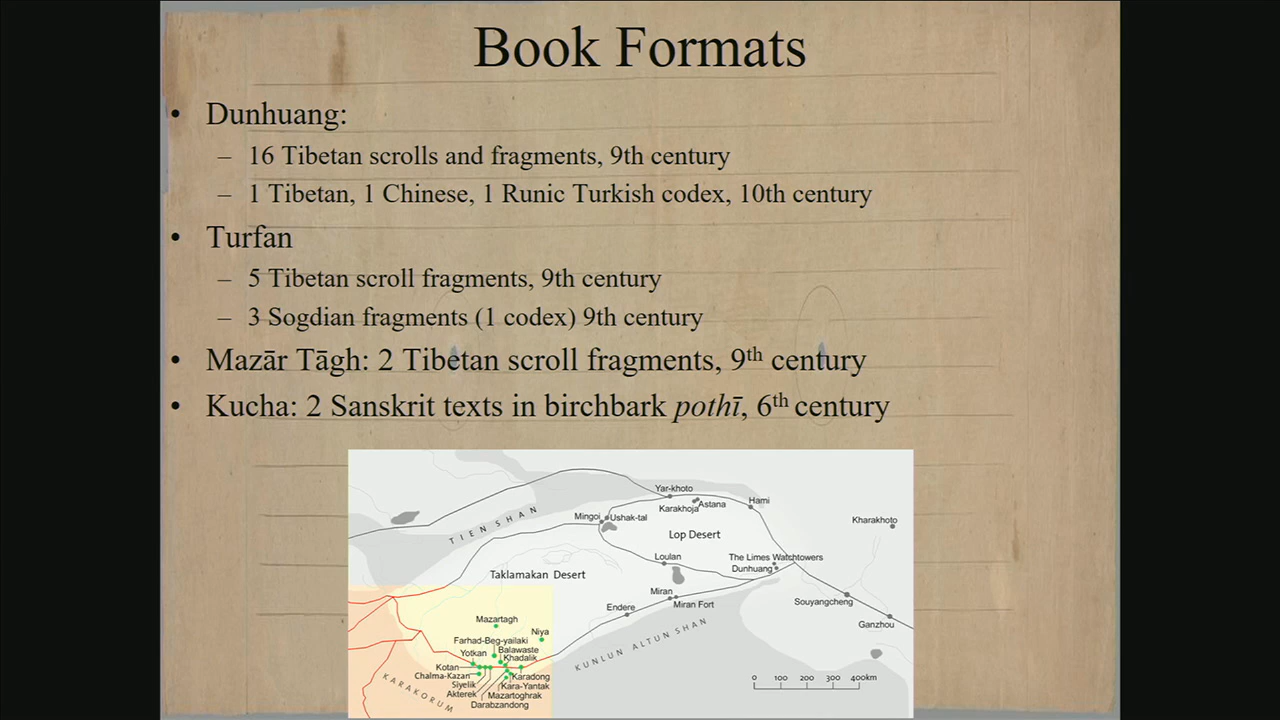 Book Formats
• Dunhuang:
– 16 Tibetan scrolls and fragments, 9th century
– 1 Tibetan, 1 Chinese, 1 Runic Turkish codex, 10th century
• Turfan
– 5 Tibetan scroll fragments, 9th century
– 3 Sogdian fragments (1 codex) 9th century
• Mazār Tāgh: 2 Tibetan scroll fragments, 9th century
• Kucha: 2 Sanskrit texts in birchbark pothī, 6th century
Yar-khoto
Astana
Hami
Karakhoja
Mingoi
Ushak-tal
Kharakhoto
TIEN SHAN
Lop Desert
Loulan
The Limes Watchtowers
Dunhuang
Taklamakan Desert
Miran
Miran Fort
Souyangcheng
Endere
Ganzhou
Mazartagh
Niya
Farhad-Beg-yailaki
Balawaste
Yotkan
Khadalik
KUNLUN ALTUN SHAN
Kotan
Chalma-Kazan
Karadong
Siyelik
Kara-Yantak
KARAKORUM
Akterek
Mazartoghrak
Darabzandong
0 100 200 300 400km